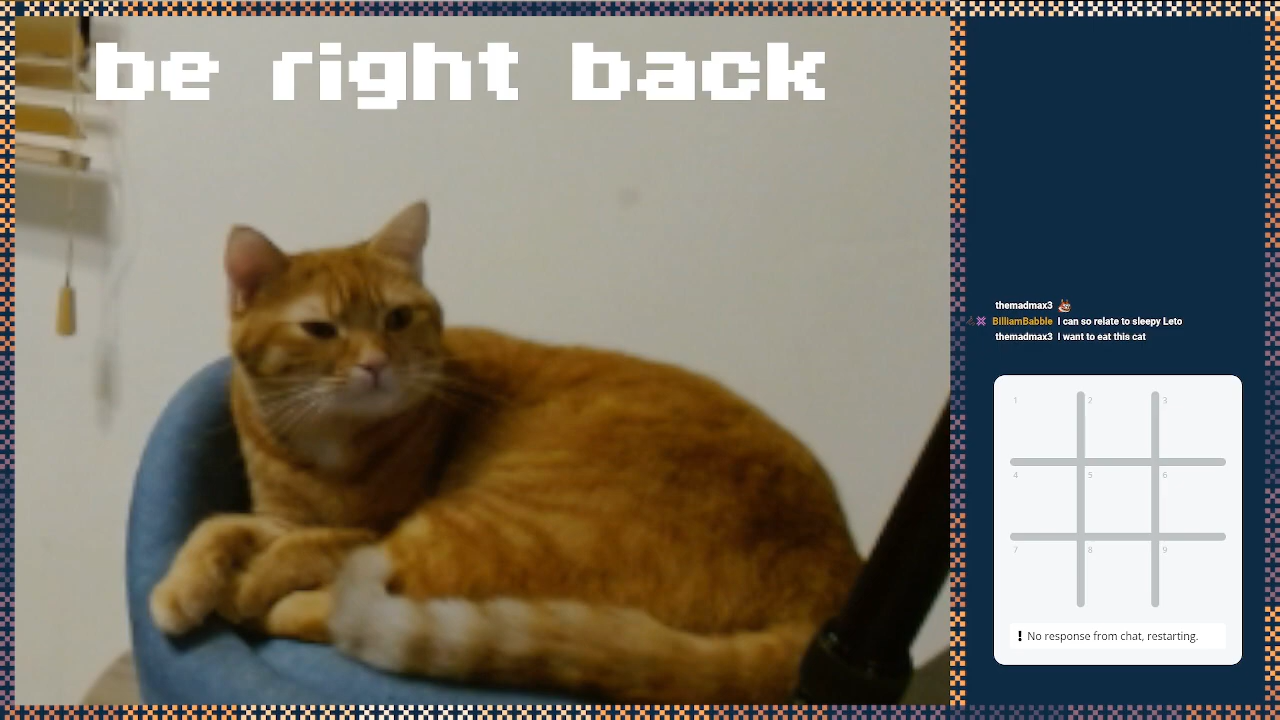 be right back
themadmax3
BilliamBabble I can so relate to sleepy Leto
themadmax3 I want to eat this cat
1 2 3
4 5 6
7 8 9
! No response from chat, restarting.